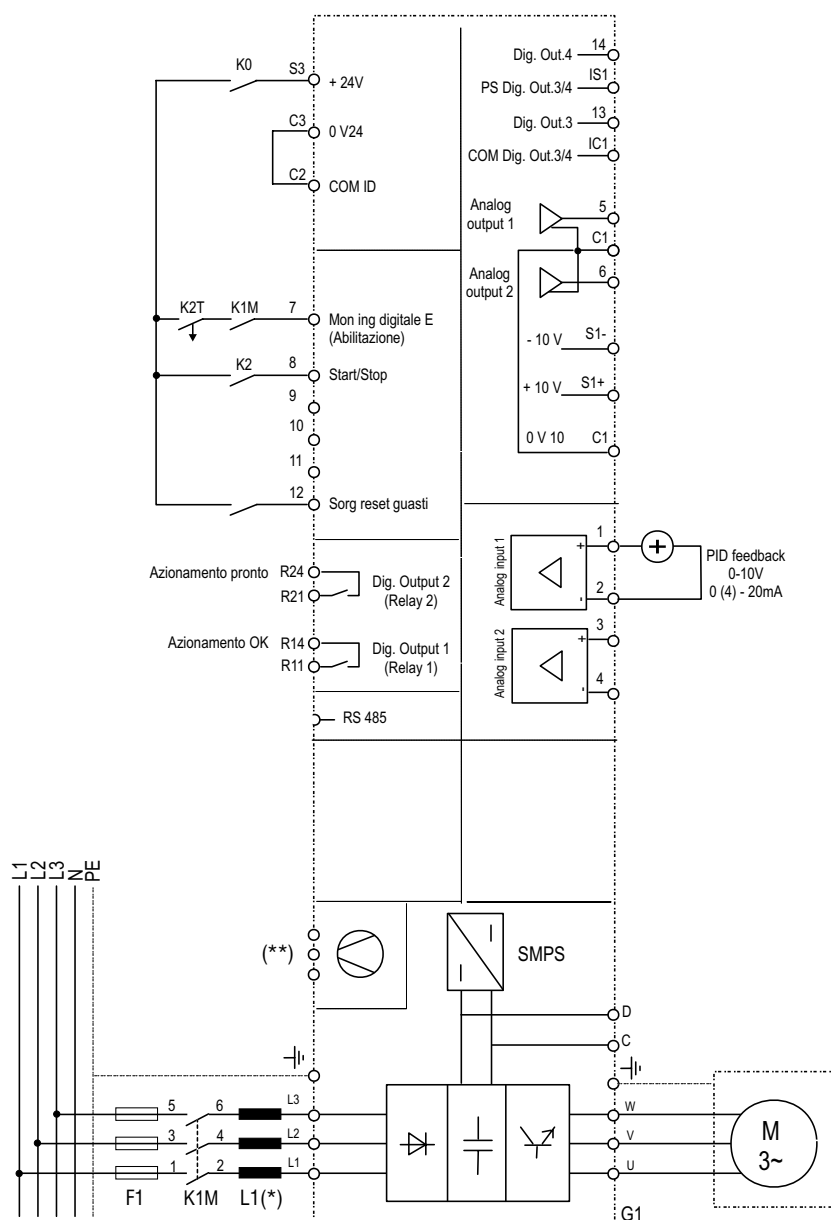 K0
S3
+ 24V
C3
0 V24
C2
COM ID
K2T
K1M
7
Mon ing digitale E
(Abilitazione)
K2
8
Start/Stop
9
10
11
12
Sorg reset guasti
Azionamento pronto
R24
R21
Dig. Output 2
(Relay 2)
Azionamento OK
R14
R11
Dig. Output 1
(Relay 1)
RS 485
Dig. Out.4
14
PS Dig. Out.3/4
IS1
Dig. Out.3
13
COM Dig. Out.3/4
IC1
Analog
output 1
5
C1
Analog
output 2
6
- 10 V
S1-
+ 10 V
S1+
0 V 10
C1
Analog input 1
+
-
1
2
+
PID feedback
0-10V
0 (4) - 20mA
Analog input 2
+
-
3
4
L1
L2
L3
N
PE
(**)
SMPS
D
C
5
6
L3
3
4
L2
1
2
L1
F1
K1M
L1(*)
W
V
U
M
3~
G1